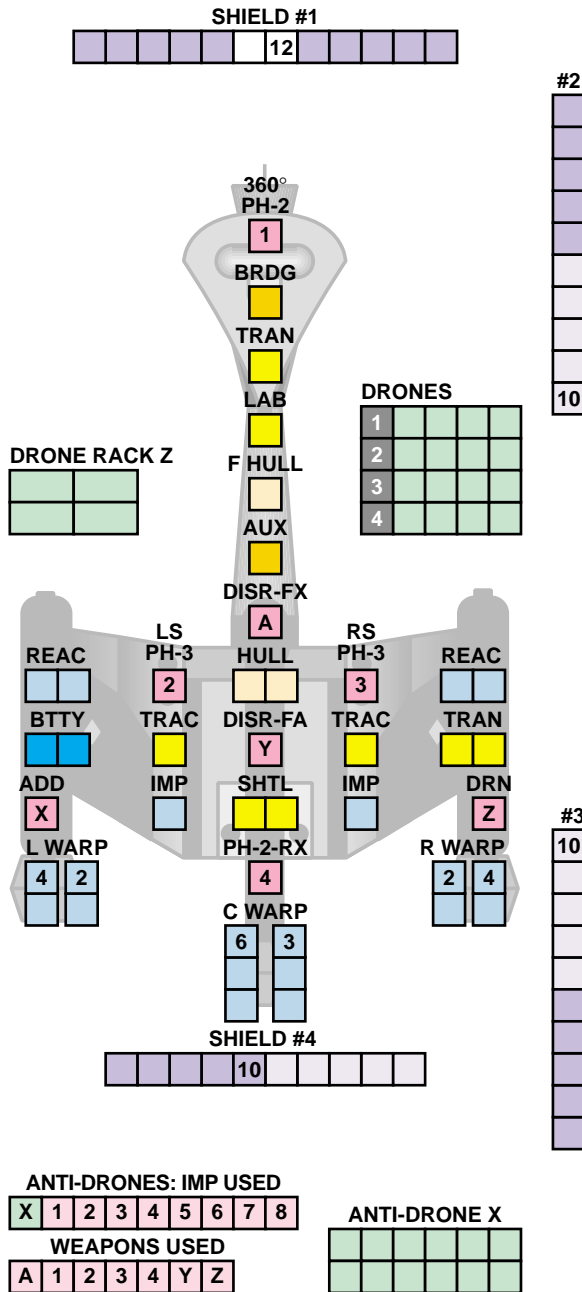 SHIELD #1
12
#2
10
360°
PH-2
1
BRDG
TRAN
LAB
DRONES
1
2
3
4
DRONE RACK Z
F HULL
AUX
DISR-FX
A
LS
PH-3
2
RS
PH-3
3
REAC
HULL
REAC
BTTY
TRAC
DISR-FA
Y
TRAC
TRAN
ADD
X
IMP
SHTL
IMP
DRN
Z
#3
10
L WARP
4 2
PH-2-RX
4
R WARP
2 4
C WARP
6 3
SHIELD #4
10
ANTI-DRONES: IMP USED
X 1 2 3 4 5 6 7 8
WEAPONS USED
A 1 2 3 4 Y Z
ANTI-DRONE X